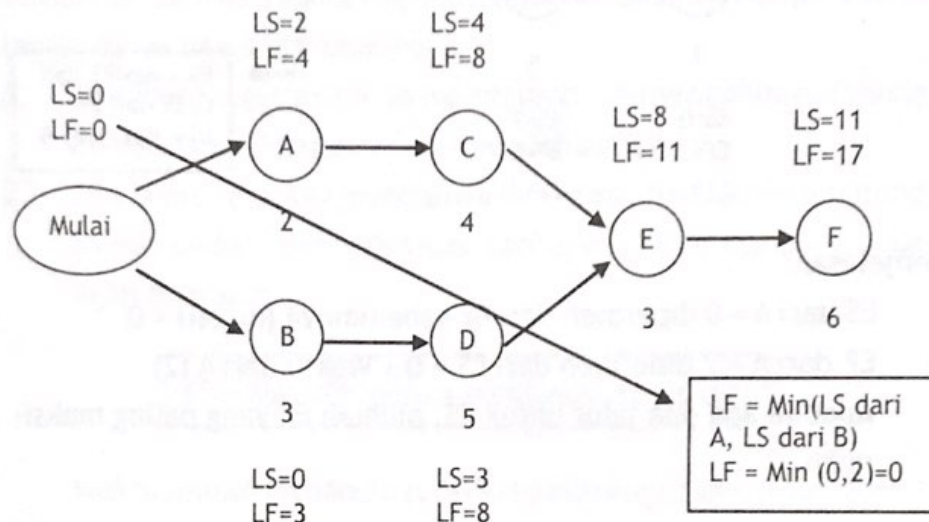 LS=2
LF=4
LS=4
LF=8
LS=0
LF=0
LS=8
LF=11
LS=11
LF=17
A
C
Mulai
2
4
E
F
B
D
3
6
3
5
LF = Min(LS dari
A, LS dari B)
LF = Min (0,2)=0
LS=0
LF=3
LS=3
LF=8